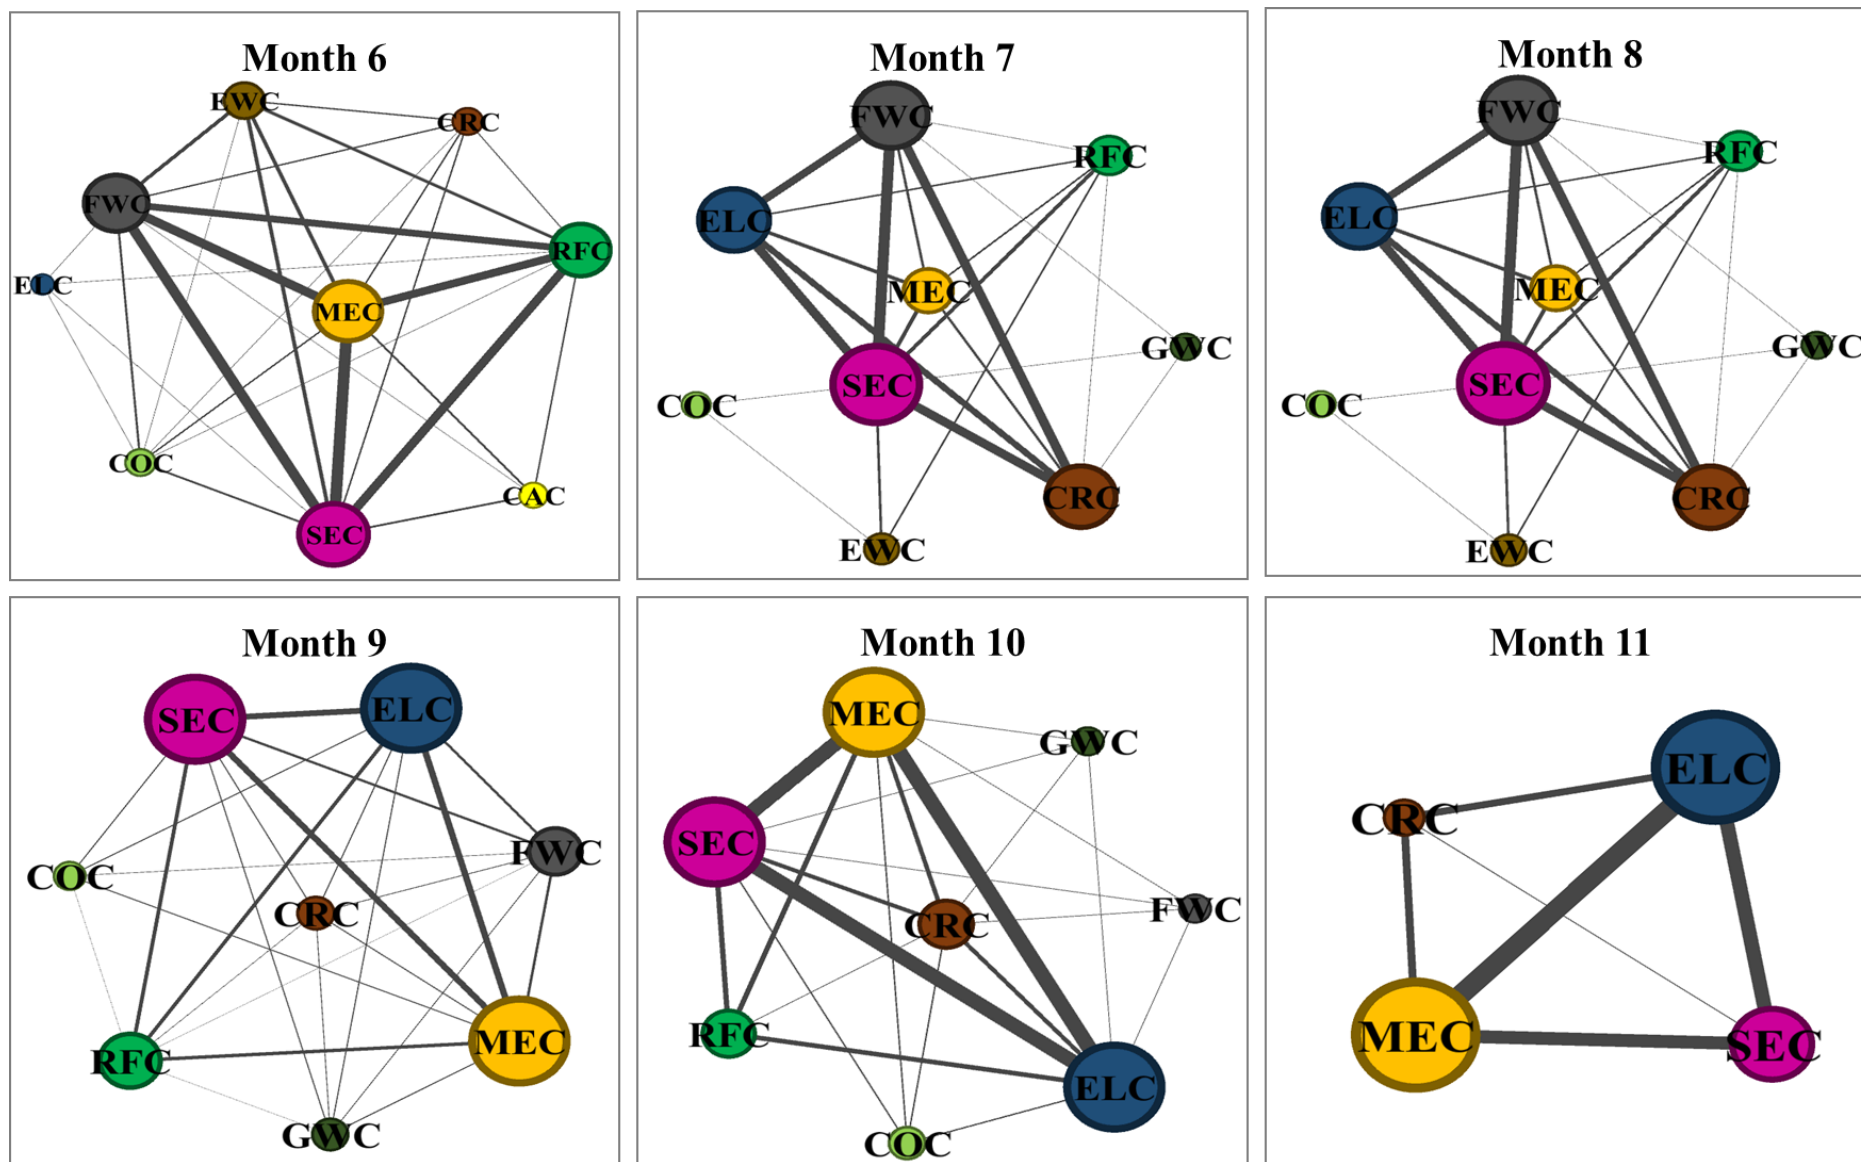 Month 6
EWC
CRC
FWC
RFC
ELC
MEC
COC
CAC
SEC
Month 7
FWC
RFC
ELC
MEC
GWC
SEC
COC
CRC
EWC
Month 8
FWC
RFC
ELC
MEC
GWC
SEC
COC
CRC
EWC
Month 9
SEC
ELC
FWC
COC
CRC
MEC
RFC
GWC
Month 10
MEC
GWC
SEC
FWC
CRC
RFC
ELC
COC
Month 11
ELC
CRC
MEC
SEC